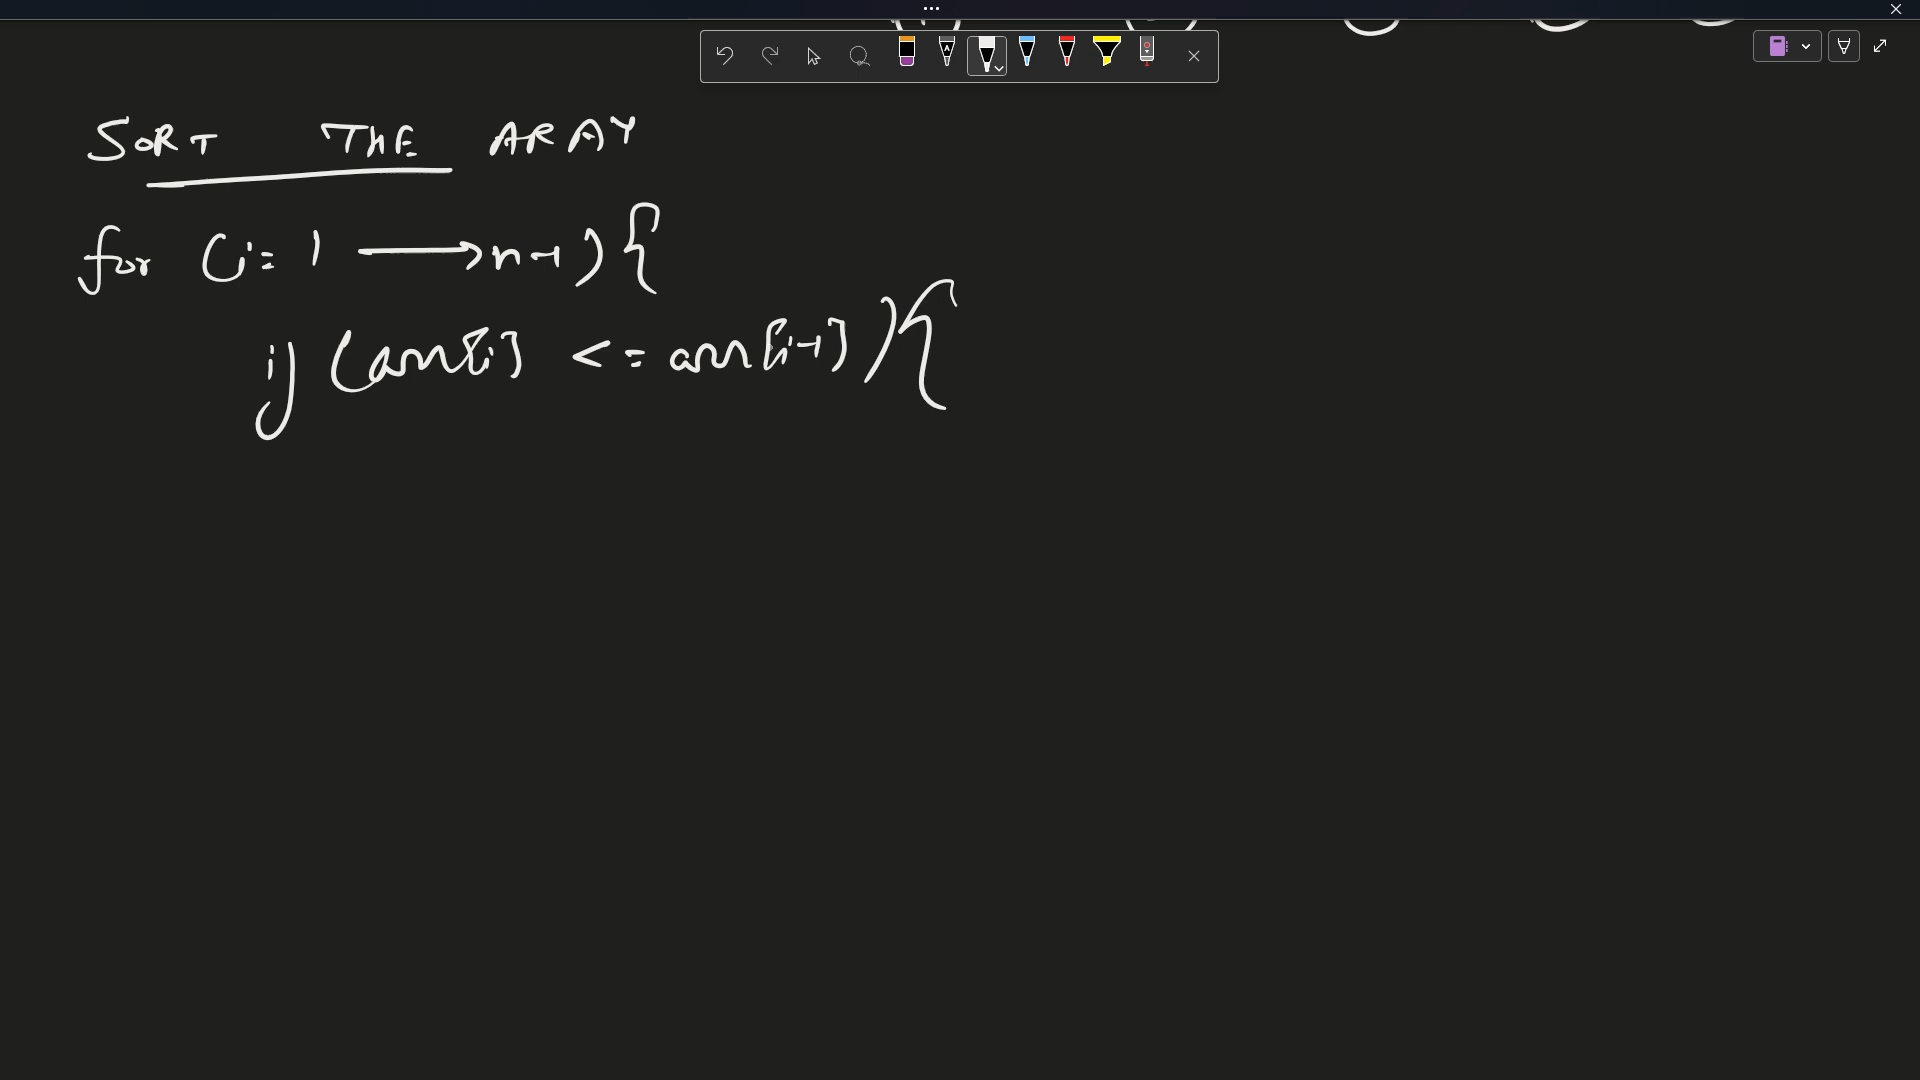 SORT THE ARAY
for (i = 1 ⟶ n-1) {
if (arr[i] <= arr[i-1]) {